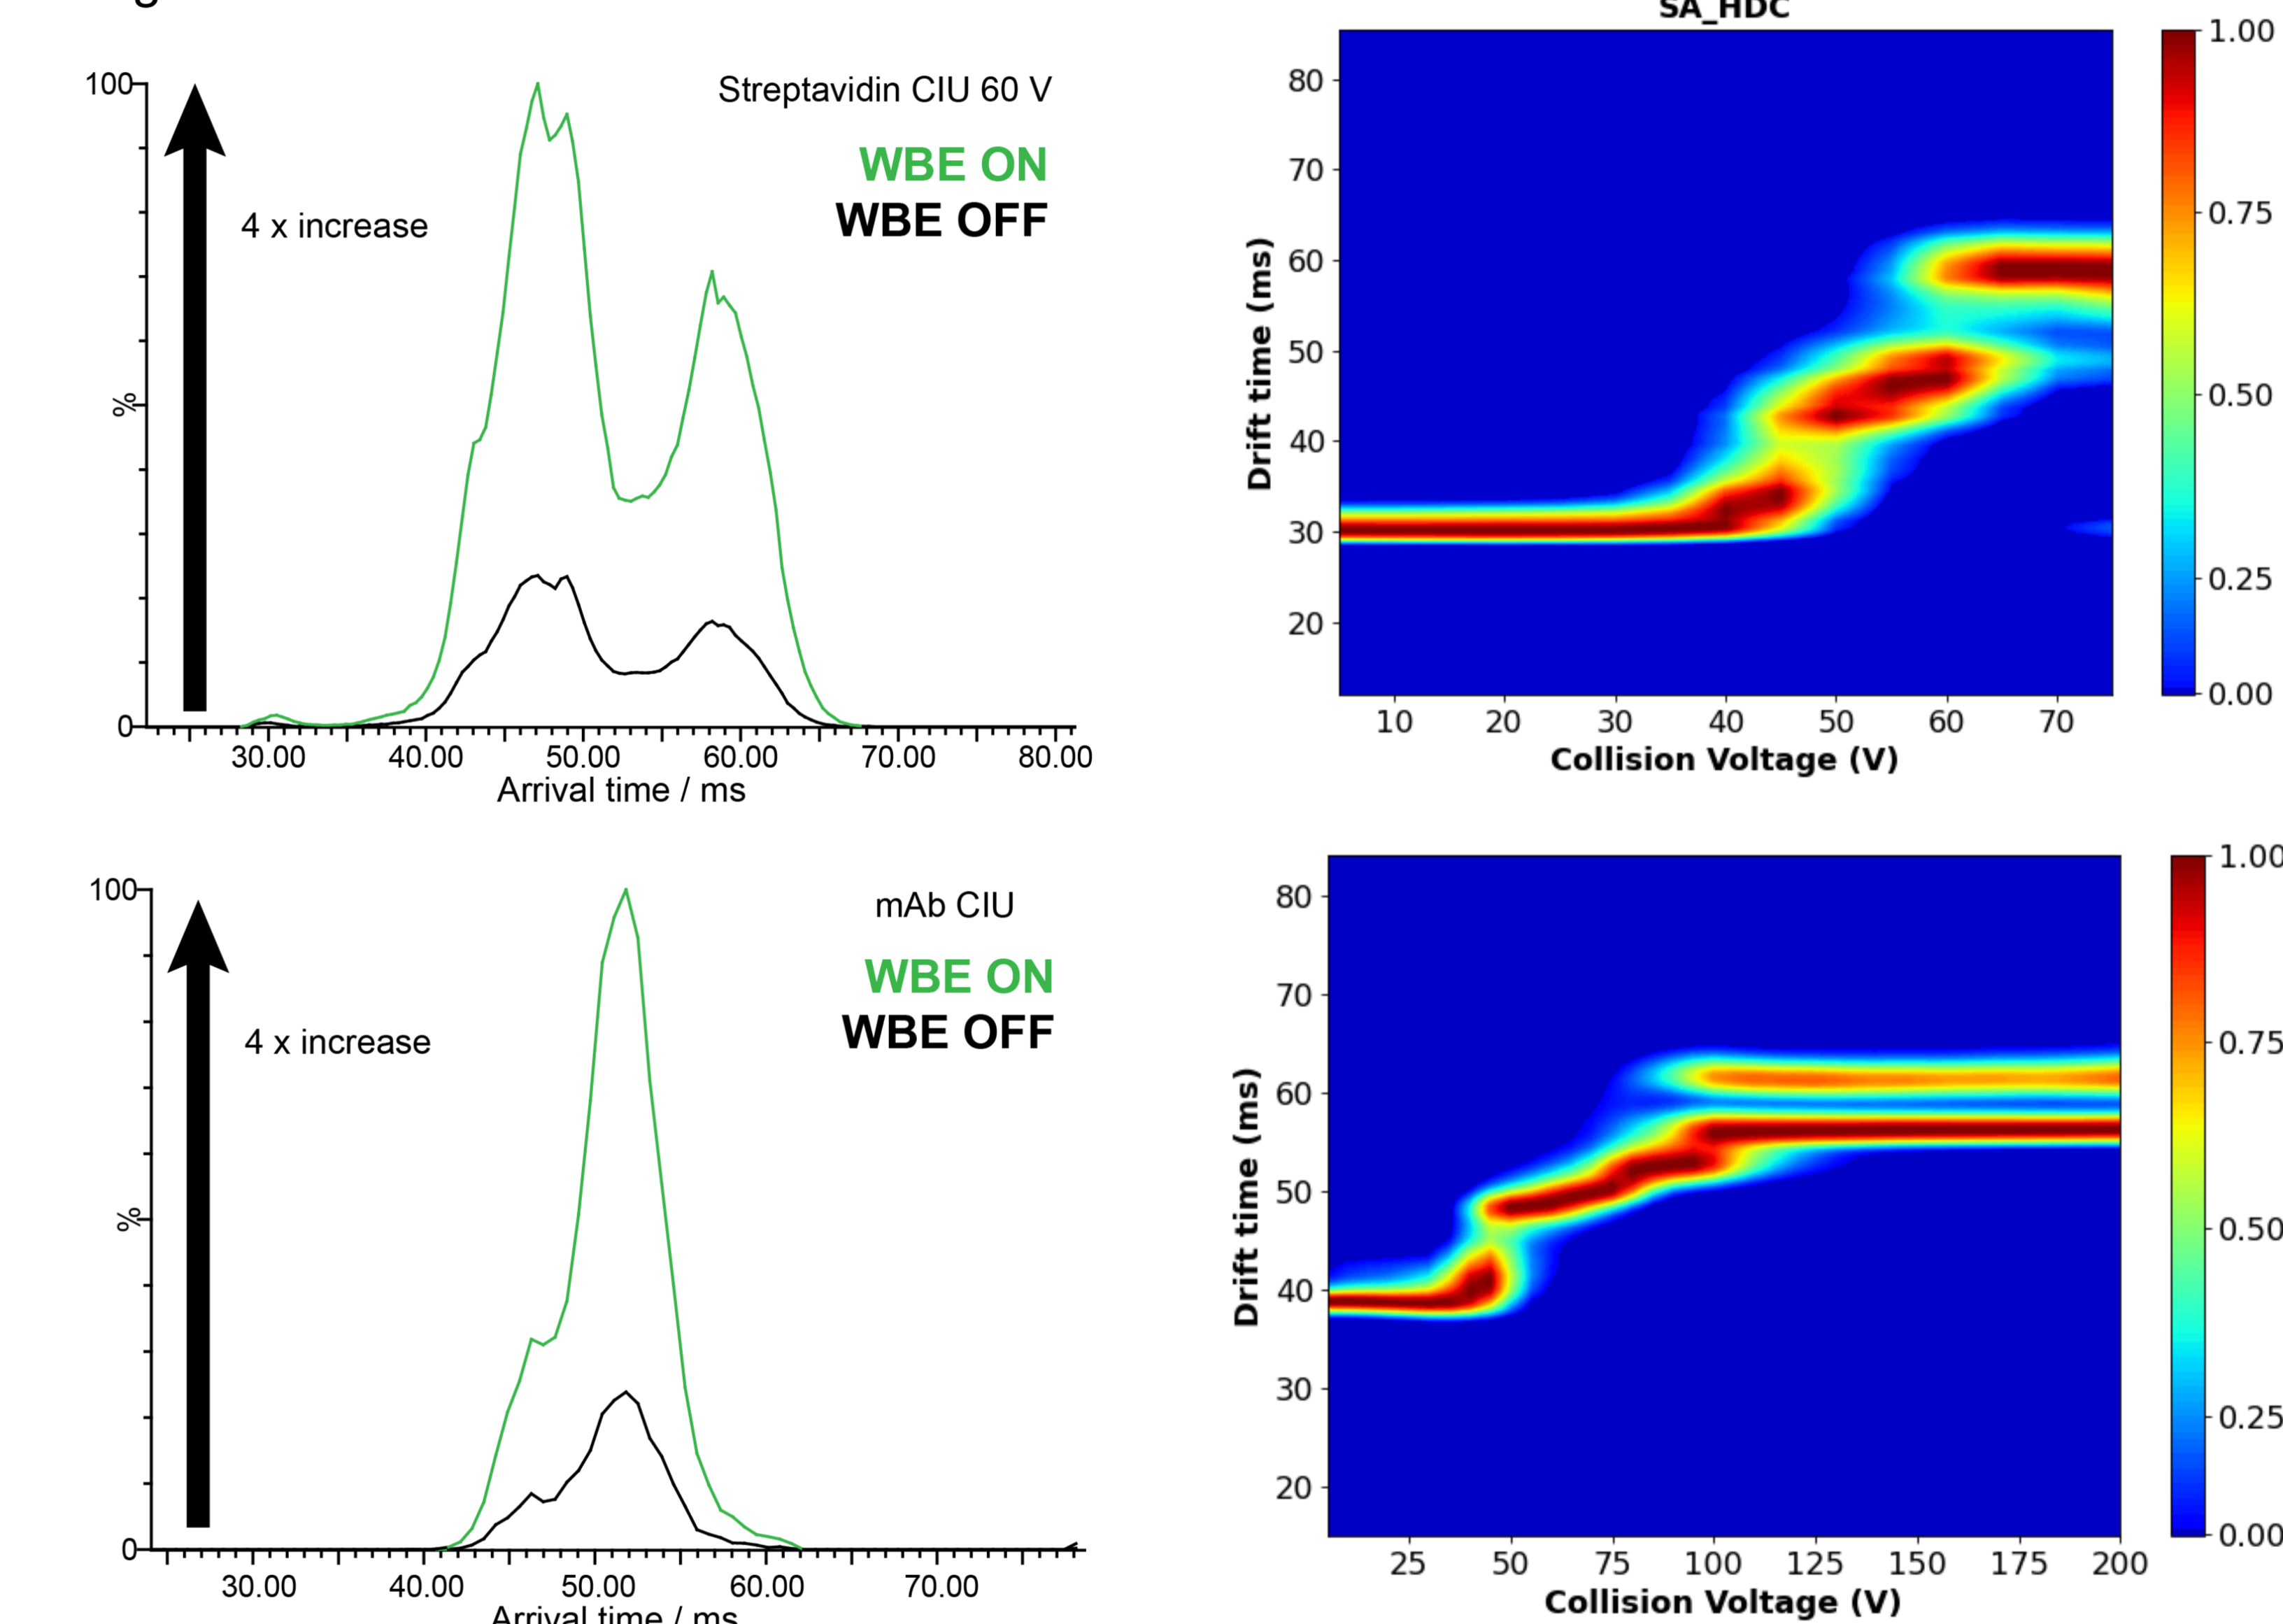 SA_HDC
100
Streptavidin CIU 60 V
WBE ON
WBE OFF
4 x increase
%
0
30.00 40.00 50.00 60.00 70.00 80.00
Arrival time / ms
80
70
60
50
40
30
20
Drift time (ms)
10 20 30 40 50 60 70
Collision Voltage (V)
1.00
0.75
0.50
0.25
0.00
100
mAb CIU
WBE ON
WBE OFF
4 x increase
%
0
30.00 40.00 50.00 60.00 70.00
Arrival time / ms
80
70
60
50
40
30
20
Drift time (ms)
25 50 75 100 125 150 175 200
Collision Voltage (V)
1.00
0.75
0.50
0.25
0.00